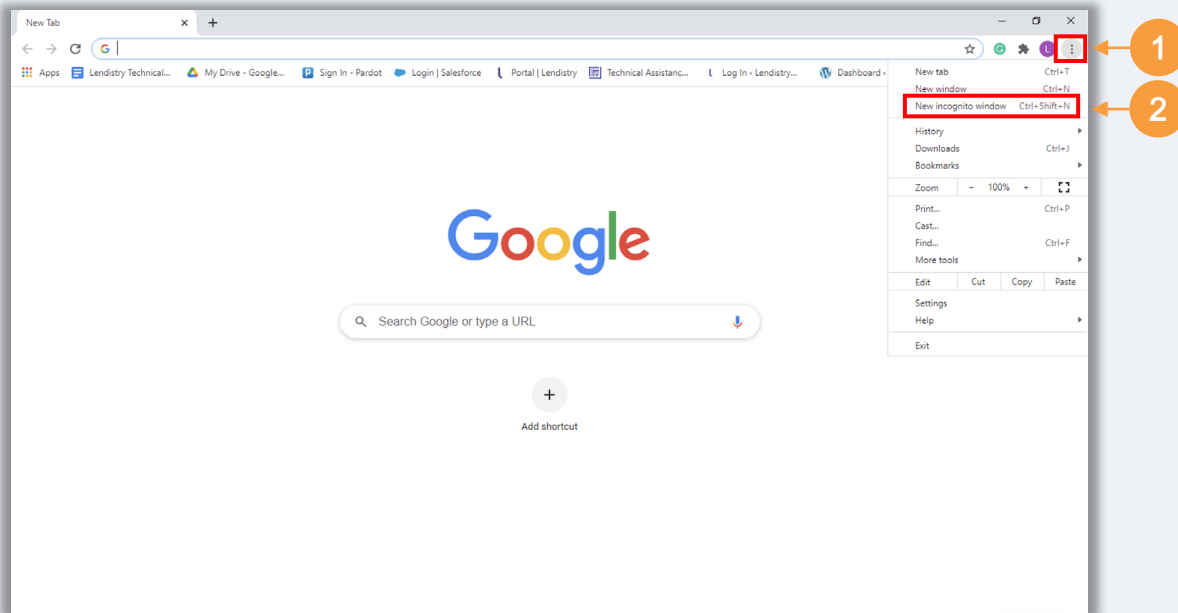 New Tab
G
L
1
Apps Lendistry Technical... My Drive - Google... P Sign In - Pardot Login | Salesforce Portal | Lendistry Technical Assistanc... Log In ‹ Lendistry... Dashboard ‹
New tab Ctrl+T
New window Ctrl+N
New incognito window Ctrl+Shift+N
2
History
Downloads Ctrl+J
Bookmarks
Zoom - 100% +
Print... Ctrl+P
Cast...
Find... Ctrl+F
More tools
Edit Cut Copy Paste
Settings
Help
Exit
Google
Search Google or type a URL
Add shortcut